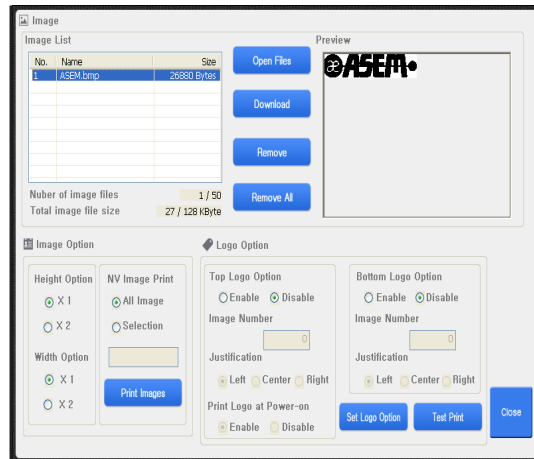 Image
Image List
Preview
No. Name Size
1 ASEM.bmp 26880 Bytes
Open Files
Download
Remove
Remove All
ASEM
Nuber of image files 1 / 50
Total image file size 27 / 128 KByte
Image Option
Logo Option
Height Option
X 1
X 2
Width Option
X 1
X 2
NV Image Print
All Image
Selection
Print Images
Top Logo Option
Enable Disable
Image Number
0
Justification
Left Center Right
Print Logo at Power-on
Enable Disable
Bottom Logo Option
Enable Disable
Image Number
0
Justification
Left Center Right
Set Logo Option
Test Print
Close